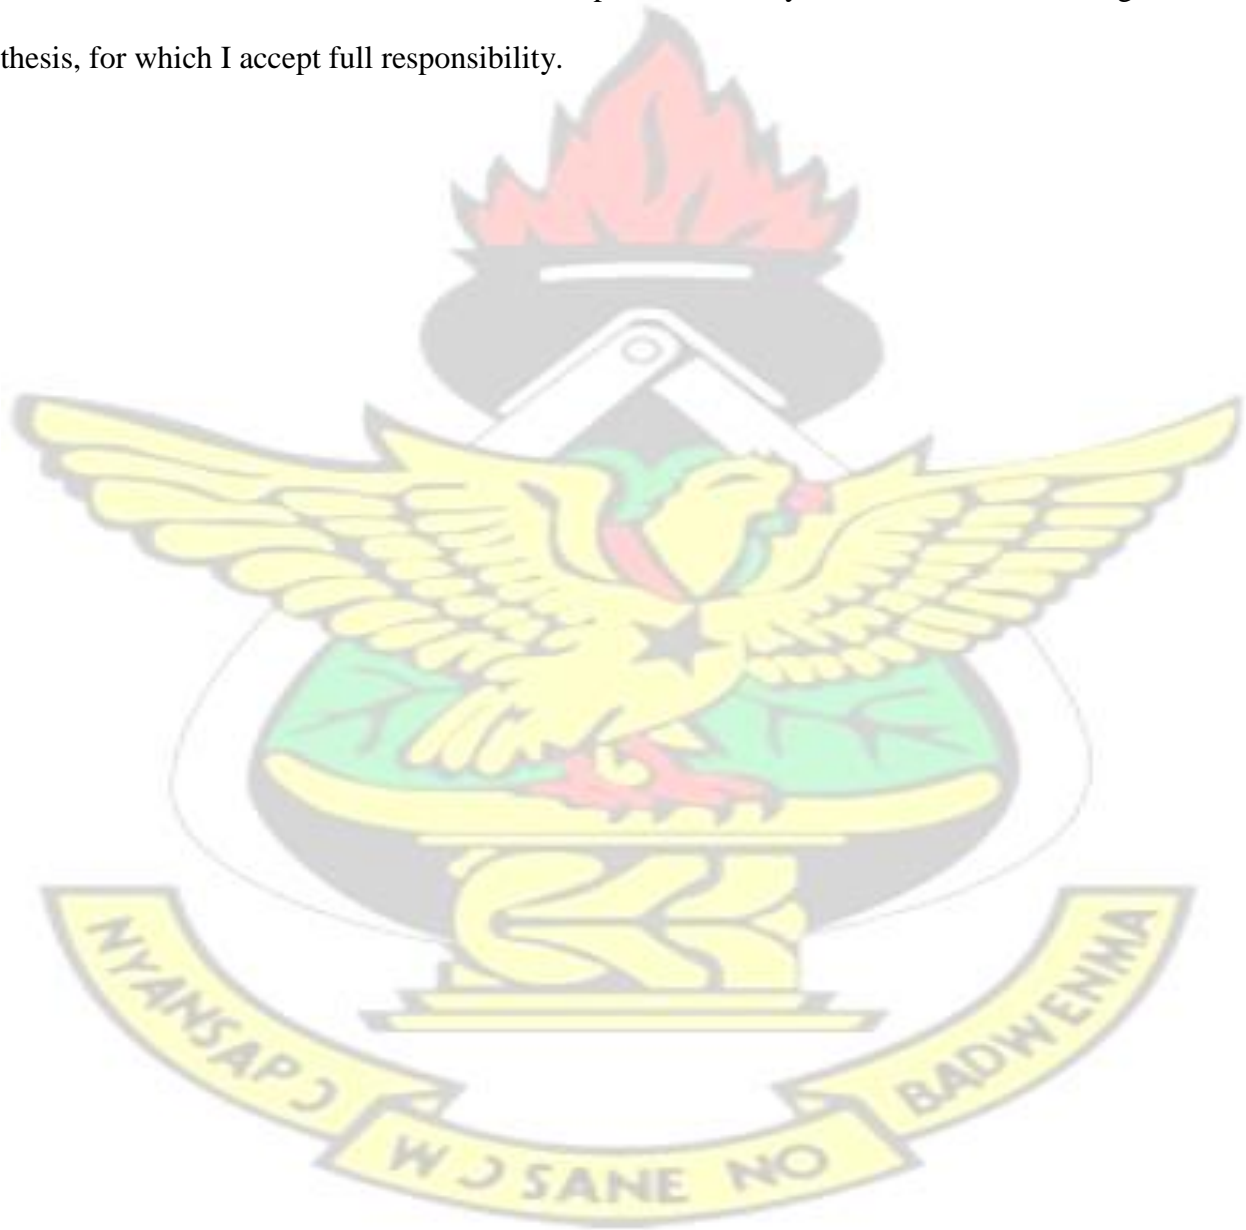 thesis, for which I accept full responsibility.
NYANSAPƆ
WƆSANE NO
BADWENMA